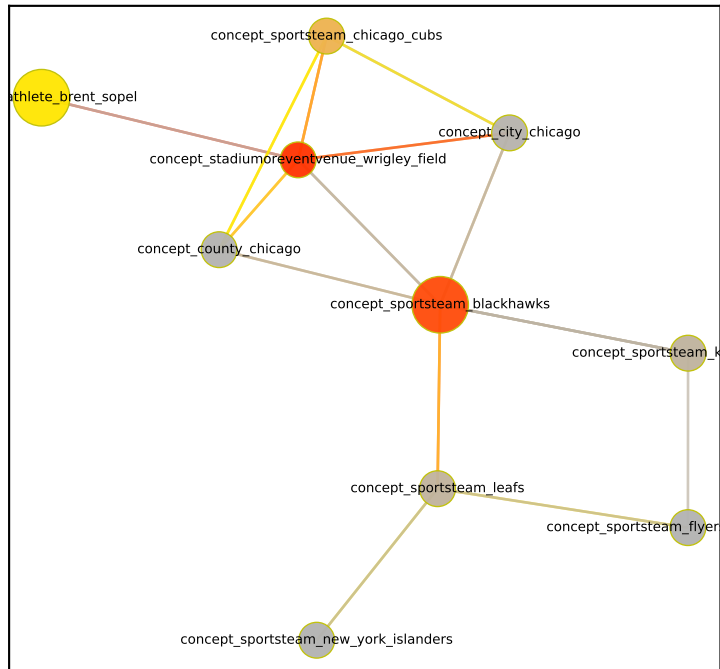 concept_sportsteam_chicago_cubs
athlete_brent_sopel
concept_city_chicago
concept_stadiumoreventvenue_wrigley_field
concept_county_chicago
concept_sportsteam_blackhawks
concept_sportsteam_k
concept_sportsteam_leafs
concept_sportsteam_flyer
concept_sportsteam_new_york_islanders